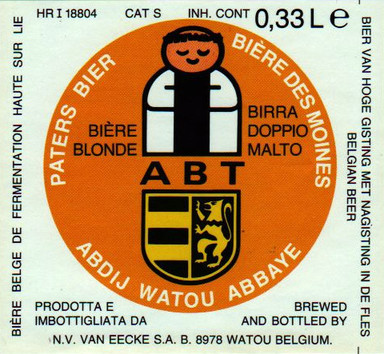 HR I 18804 CAT S INH. CONT 0,33 L e
BIÈRE BELGE DE FERMENTATION HAUTE SUR LIE
PATERS BIER
BIÈRE DES MOINES
BIÈRE
BLONDE
BIRRA
DOPPIO
MALTO
ABT
ABDIJ WATOU ABBAYE
BIER VAN HOGE GISTING MET NAGISTING IN DE FLES
BELGIAN BEER
PRODOTTA E
IMBOTTIGLIATA DA
BREWED
AND BOTTLED BY
N.V. VAN EECKE S.A. B. 8978 WATOU BELGIUM.